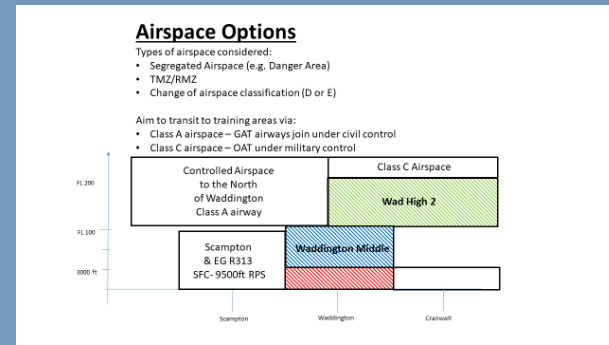 Airspace Options
Types of airspace considered:
• Segregated Airspace (e.g. Danger Area)
• TMZ/RMZ
• Change of airspace classification (D or E)
Aim to transit to training areas via:
• Class A airspace – GAT airways join under civil control
• Class C airspace – OAT under military control
Controlled Airspace
to the North
of Waddington
Class A airway
Class C Airspace
FL 200
Wad High 2
FL 100
Scampton
& EG R313
SFC- 9500ft RPS
Waddington Middle
3000 ft
Scampton
Waddington
Cranwell